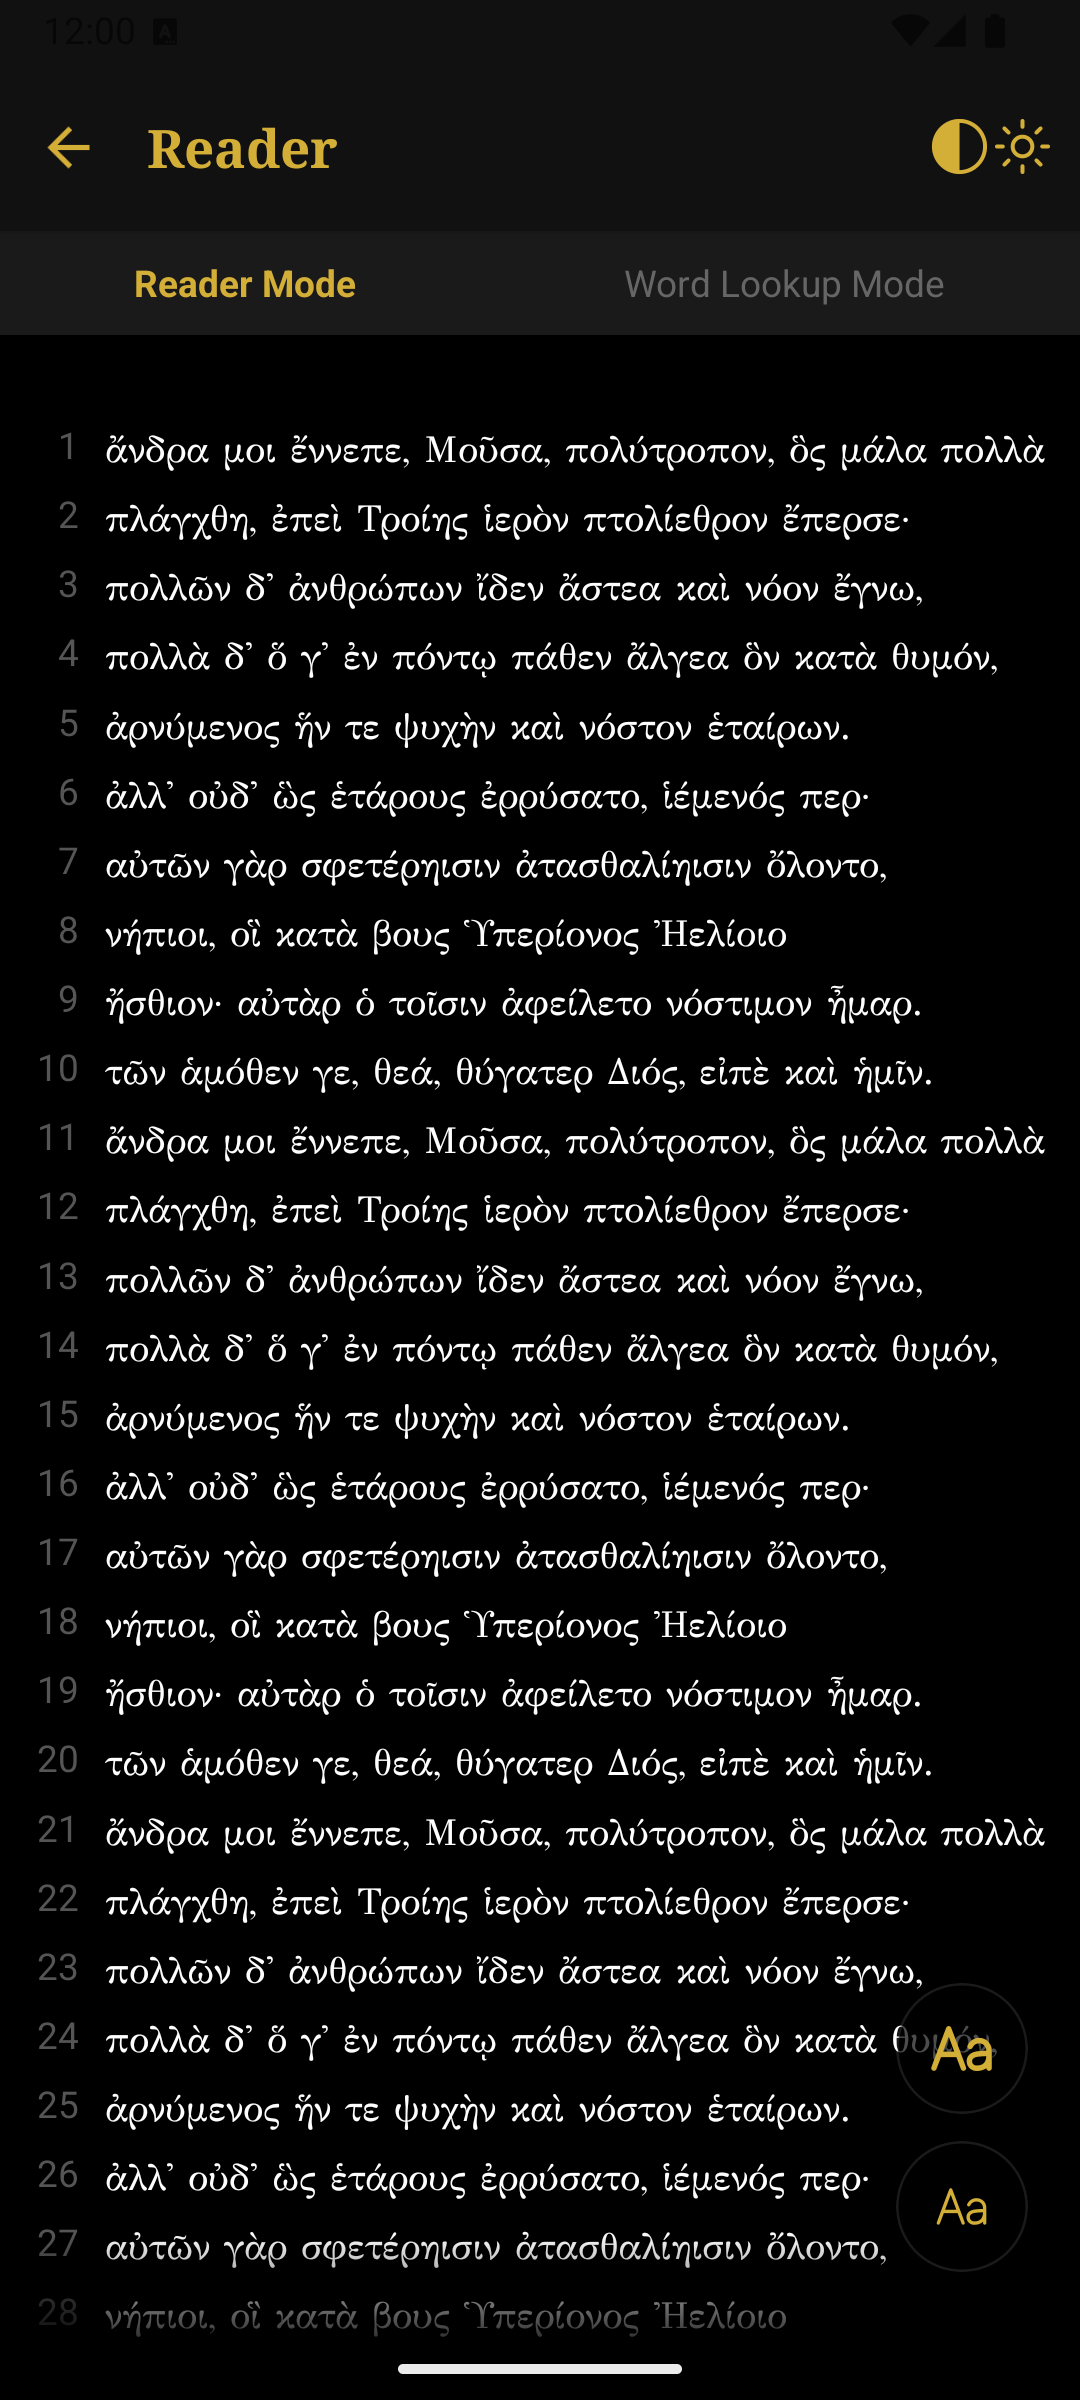 12:00
Reader
Reader Mode Word Lookup Mode
1 ἄνδρα μοι ἔννεπε, Μοῦσα, πολύτροπον, ὃς μάλα πολλὰ
2 πλάγχθη, ἐπεὶ Τροίης ἱερὸν πτολίεθρον ἔπερσε·
3 πολλῶν δ᾿ ἀνθρώπων ἴδεν ἄστεα καὶ νόον ἔγνω,
4 πολλὰ δ᾿ ὅ γ᾿ ἐν πόντῳ πάθεν ἄλγεα ὃν κατὰ θυμόν,
5 ἀρνύμενος ἥν τε ψυχὴν καὶ νόστον ἑταίρων.
6 ἀλλ᾿ οὐδ᾿ ὣς ἑτάρους ἐρρύσατο, ἱέμενός περ·
7 αὐτῶν γὰρ σφετέρηισιν ἀτασθαλίηισιν ὄλοντο,
8 νήπιοι, οἳ κατὰ βους Ὑπερίονος Ἠελίοιο
9 ἤσθιον· αὐτὰρ ὁ τοῖσιν ἀφείλετο νόστιμον ἦμαρ.
10 τῶν ἁμόθεν γε, θεά, θύγατερ Διός, εἰπὲ καὶ ἡμῖν.
11 ἄνδρα μοι ἔννεπε, Μοῦσα, πολύτροπον, ὃς μάλα πολλὰ
12 πλάγχθη, ἐπεὶ Τροίης ἱερὸν πτολίεθρον ἔπερσε·
13 πολλῶν δ᾿ ἀνθρώπων ἴδεν ἄστεα καὶ νόον ἔγνω,
14 πολλὰ δ᾿ ὅ γ᾿ ἐν πόντῳ πάθεν ἄλγεα ὃν κατὰ θυμόν,
15 ἀρνύμενος ἥν τε ψυχὴν καὶ νόστον ἑταίρων.
16 ἀλλ᾿ οὐδ᾿ ὣς ἑτάρους ἐρρύσατο, ἱέμενός περ·
17 αὐτῶν γὰρ σφετέρηισιν ἀτασθαλίηισιν ὄλοντο,
18 νήπιοι, οἳ κατὰ βους Ὑπερίονος Ἠελίοιο
19 ἤσθιον· αὐτὰρ ὁ τοῖσιν ἀφείλετο νόστιμον ἦμαρ.
20 τῶν ἁμόθεν γε, θεά, θύγατερ Διός, εἰπὲ καὶ ἡμῖν.
21 ἄνδρα μοι ἔννεπε, Μοῦσα, πολύτροπον, ὃς μάλα πολλὰ
22 πλάγχθη, ἐπεὶ Τροίης ἱερὸν πτολίεθρον ἔπερσε·
23 πολλῶν δ᾿ ἀνθρώπων ἴδεν ἄστεα καὶ νόον ἔγνω,
24 πολλὰ δ᾿ ὅ γ᾿ ἐν πόντῳ πάθεν ἄλγεα ὃν κατὰ θυμόν,
Aa
25 ἀρνύμενος ἥν τε ψυχὴν καὶ νόστον ἑταίρων.
26 ἀλλ᾿ οὐδ᾿ ὣς ἑτάρους ἐρρύσατο, ἱέμενός περ·
Aa
27 αὐτῶν γὰρ σφετέρηισιν ἀτασθαλίηισιν ὄλοντο,
28 νήπιοι, οἳ κατὰ βους Ὑπερίονος Ἠελίοιο